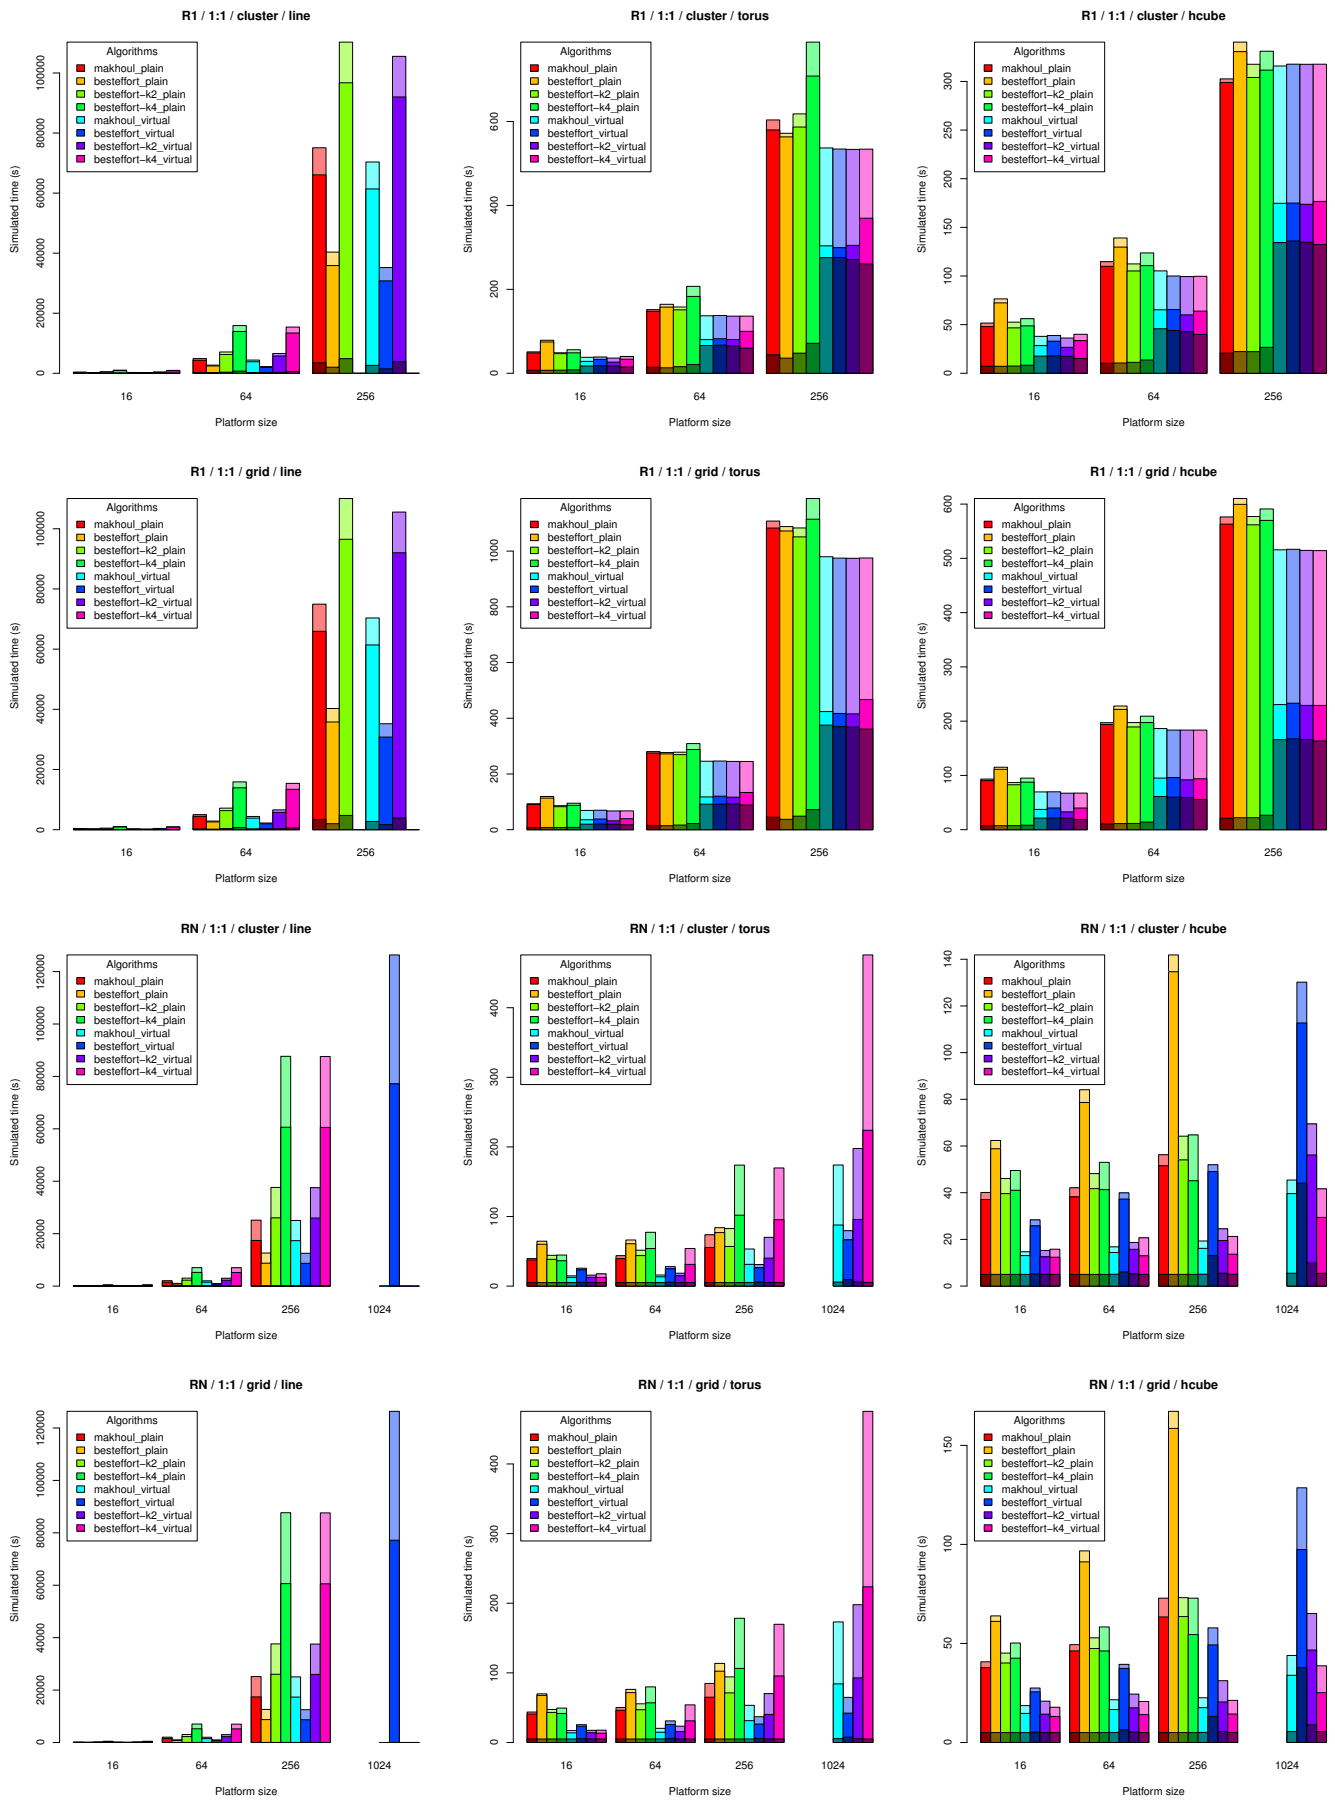 R1 / 1:1 / cluster / line
Simulated time (s)
0
20000
40000
60000
80000
100000
Algorithms
makhoul_plain
besteffort_plain
besteffort−k2_plain
besteffort−k4_plain
makhoul_virtual
besteffort_virtual
besteffort−k2_virtual
besteffort−k4_virtual
16
64
256
Platform size
R1 / 1:1 / cluster / torus
Simulated time (s)
0
200
400
600
Algorithms
makhoul_plain
besteffort_plain
besteffort−k2_plain
besteffort−k4_plain
makhoul_virtual
besteffort_virtual
besteffort−k2_virtual
besteffort−k4_virtual
16
64
256
Platform size
R1 / 1:1 / cluster / hcube
Simulated time (s)
0
50
100
150
200
250
300
Algorithms
makhoul_plain
besteffort_plain
besteffort−k2_plain
besteffort−k4_plain
makhoul_virtual
besteffort_virtual
besteffort−k2_virtual
besteffort−k4_virtual
16
64
256
Platform size
R1 / 1:1 / grid / line
Simulated time (s)
0
20000
40000
60000
80000
100000
Algorithms
makhoul_plain
besteffort_plain
besteffort−k2_plain
besteffort−k4_plain
makhoul_virtual
besteffort_virtual
besteffort−k2_virtual
besteffort−k4_virtual
16
64
256
Platform size
R1 / 1:1 / grid / torus
Simulated time (s)
0
200
400
600
800
1000
Algorithms
makhoul_plain
besteffort_plain
besteffort−k2_plain
besteffort−k4_plain
makhoul_virtual
besteffort_virtual
besteffort−k2_virtual
besteffort−k4_virtual
16
64
256
Platform size
R1 / 1:1 / grid / hcube
Simulated time (s)
0
100
200
300
400
500
600
Algorithms
makhoul_plain
besteffort_plain
besteffort−k2_plain
besteffort−k4_plain
makhoul_virtual
besteffort_virtual
besteffort−k2_virtual
besteffort−k4_virtual
16
64
256
Platform size
RN / 1:1 / cluster / line
Simulated time (s)
0
20000
40000
60000
80000
100000
120000
Algorithms
makhoul_plain
besteffort_plain
besteffort−k2_plain
besteffort−k4_plain
makhoul_virtual
besteffort_virtual
besteffort−k2_virtual
besteffort−k4_virtual
16
64
256
1024
Platform size
RN / 1:1 / cluster / torus
Simulated time (s)
0
100
200
300
400
Algorithms
makhoul_plain
besteffort_plain
besteffort−k2_plain
besteffort−k4_plain
makhoul_virtual
besteffort_virtual
besteffort−k2_virtual
besteffort−k4_virtual
16
64
256
1024
Platform size
RN / 1:1 / cluster / hcube
Simulated time (s)
0
20
40
60
80
100
120
140
Algorithms
makhoul_plain
besteffort_plain
besteffort−k2_plain
besteffort−k4_plain
makhoul_virtual
besteffort_virtual
besteffort−k2_virtual
besteffort−k4_virtual
16
64
256
1024
Platform size
RN / 1:1 / grid / line
Simulated time (s)
0
20000
40000
60000
80000
100000
120000
Algorithms
makhoul_plain
besteffort_plain
besteffort−k2_plain
besteffort−k4_plain
makhoul_virtual
besteffort_virtual
besteffort−k2_virtual
besteffort−k4_virtual
16
64
256
1024
Platform size
RN / 1:1 / grid / torus
Simulated time (s)
0
100
200
300
400
Algorithms
makhoul_plain
besteffort_plain
besteffort−k2_plain
besteffort−k4_plain
makhoul_virtual
besteffort_virtual
besteffort−k2_virtual
besteffort−k4_virtual
16
64
256
1024
Platform size
RN / 1:1 / grid / hcube
Simulated time (s)
0
50
100
150
Algorithms
makhoul_plain
besteffort_plain
besteffort−k2_plain
besteffort−k4_plain
makhoul_virtual
besteffort_virtual
besteffort−k2_virtual
besteffort−k4_virtual
16
64
256
1024
Platform size